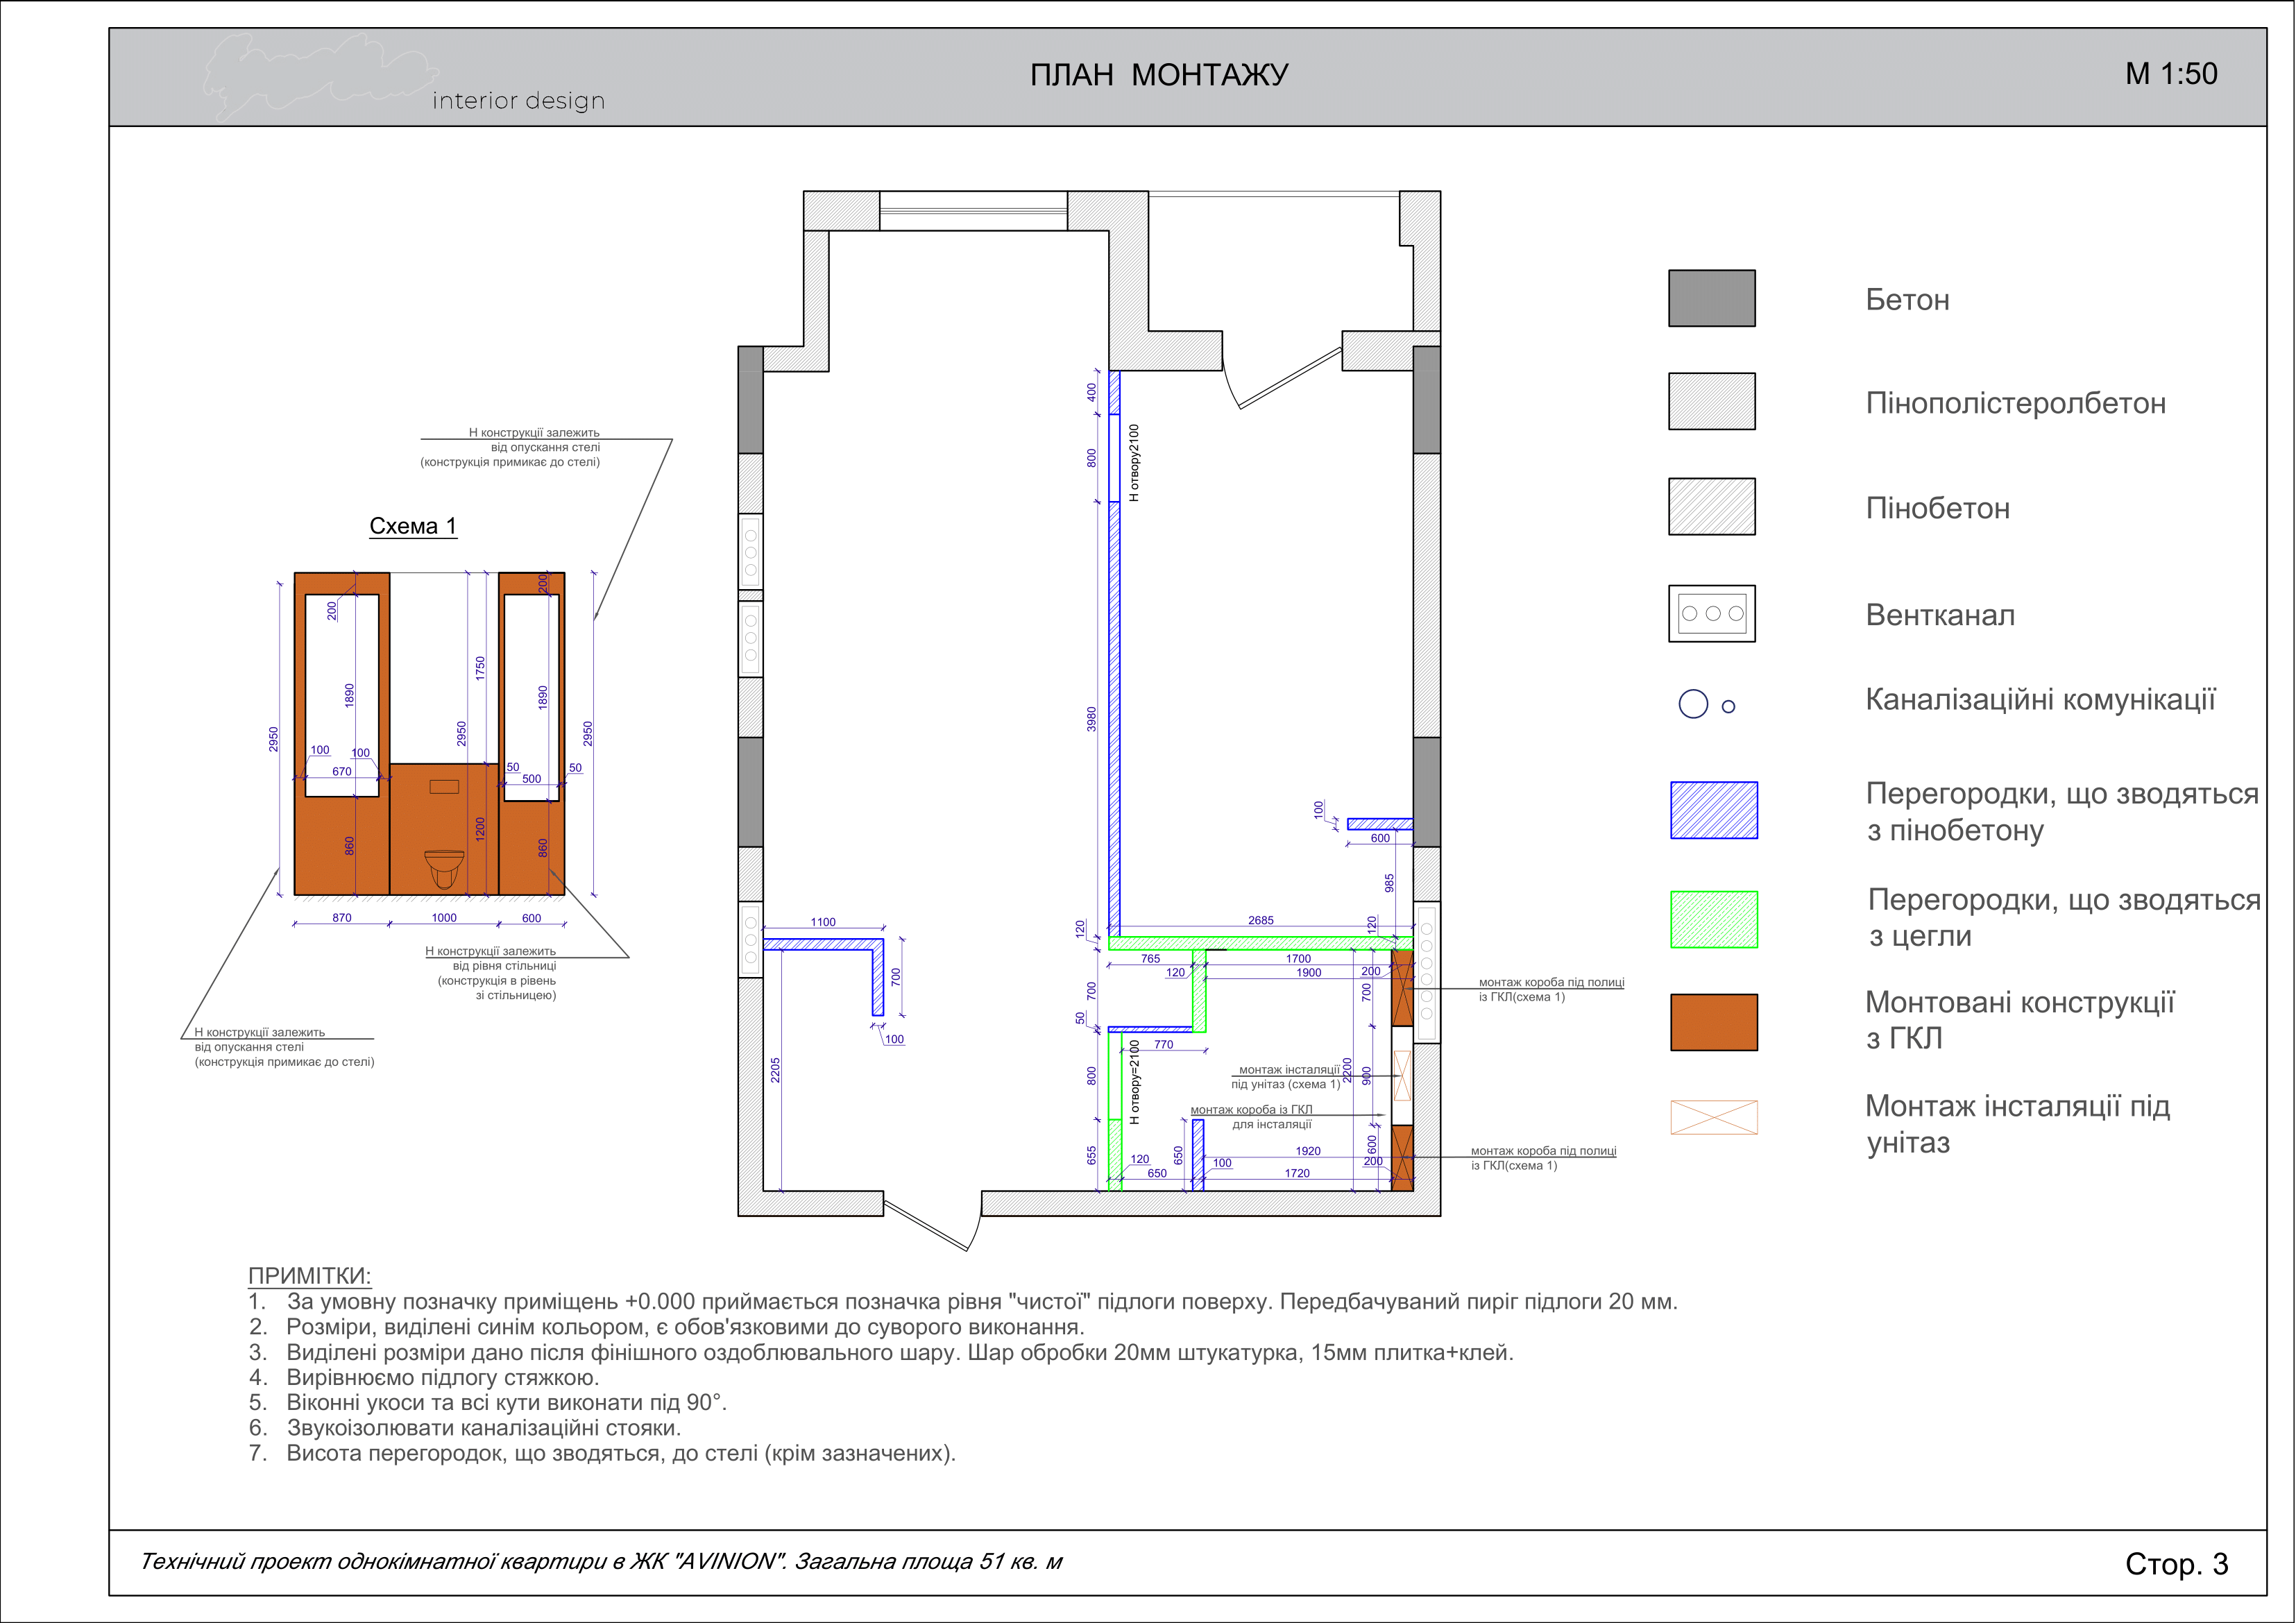 interior design
ПЛАН МОНТАЖУ
М 1:50
Н конструкції залежить
від опускання стелі
(конструкція примикає до стелі)
Схема 1
200
200
1890
1750
1890
2950
2950
2950
100
100
670
50
50
500
860
1200
860
870
1000
600
Н конструкції залежить
від рівня стільниці
(конструкція в рівень
зі стільницею)
Н конструкції залежить
від опускання стелі
(конструкція примикає до стелі)
400
800
Н отвору2100
3980
100
600
985
1100
120
2685
120
765
1700
120
1900
200
700
700
700
100
50
770
2205
800
Н отвору=2100
монтаж інсталяції
під унітаз (схема 1)
2200
900
монтаж короба із ГКЛ
для інсталяції
655
120
650
650
100
1920
1720
600
200
монтаж короба під полиці
із ГКЛ(схема 1)
монтаж короба під полиці
із ГКЛ(схема 1)
Бетон
Пінополістеролбетон
Пінобетон
Вентканал
Каналізаційні комунікації
Перегородки, що зводяться
з пінобетону
Перегородки, що зводяться
з цегли
Монтовані конструкції
з ГКЛ
Монтаж інсталяції під
унітаз
ПРИМІТКИ:
1. За умовну позначку приміщень +0.000 приймається позначка рівня "чистої" підлоги поверху. Передбачуваний пиріг підлоги 20 мм.
2. Розміри, виділені синім кольором, є обов'язковими до суворого виконання.
3. Виділені розміри дано після фінішного оздоблювального шару. Шар обробки 20мм штукатурка, 15мм плитка+клей.
4. Вирівнюємо підлогу стяжкою.
5. Віконні укоси та всі кути виконати під 90°.
6. Звукоізолювати каналізаційні стояки.
7. Висота перегородок, що зводяться, до стелі (крім зазначених).
Технічний проект однокімнатної квартири в ЖК "AVINION". Загальна площа 51 кв. м
Стор. 3